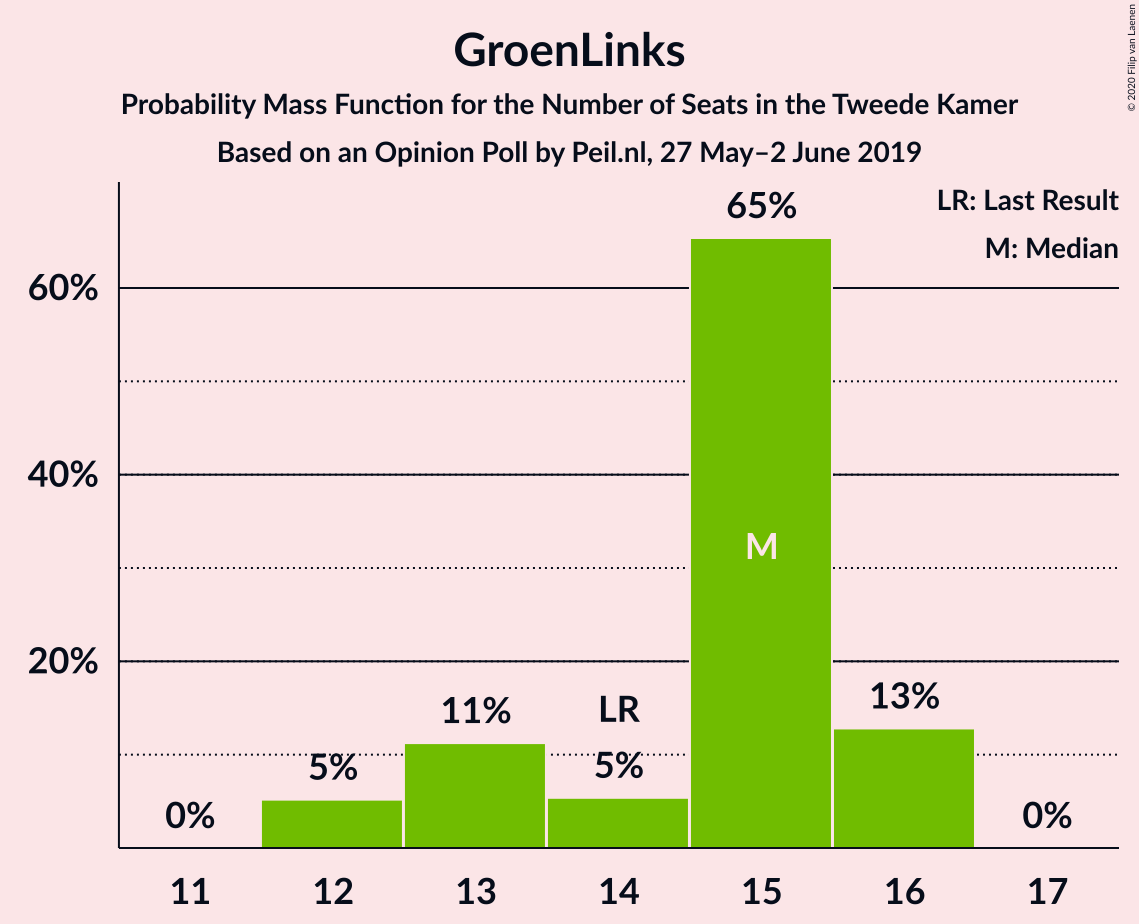 GroenLinks
Probability Mass Function for the Number of Seats in the Tweede Kamer
Based on an Opinion Poll by Peil.nl, 27 May–2 June 2019
© 2020 Filip van Laenen
LR: Last Result
M: Median
60%
40%
20%
0%
5%
11%
LR
5%
65%
M
13%
0%
11
12
13
14
15
16
17